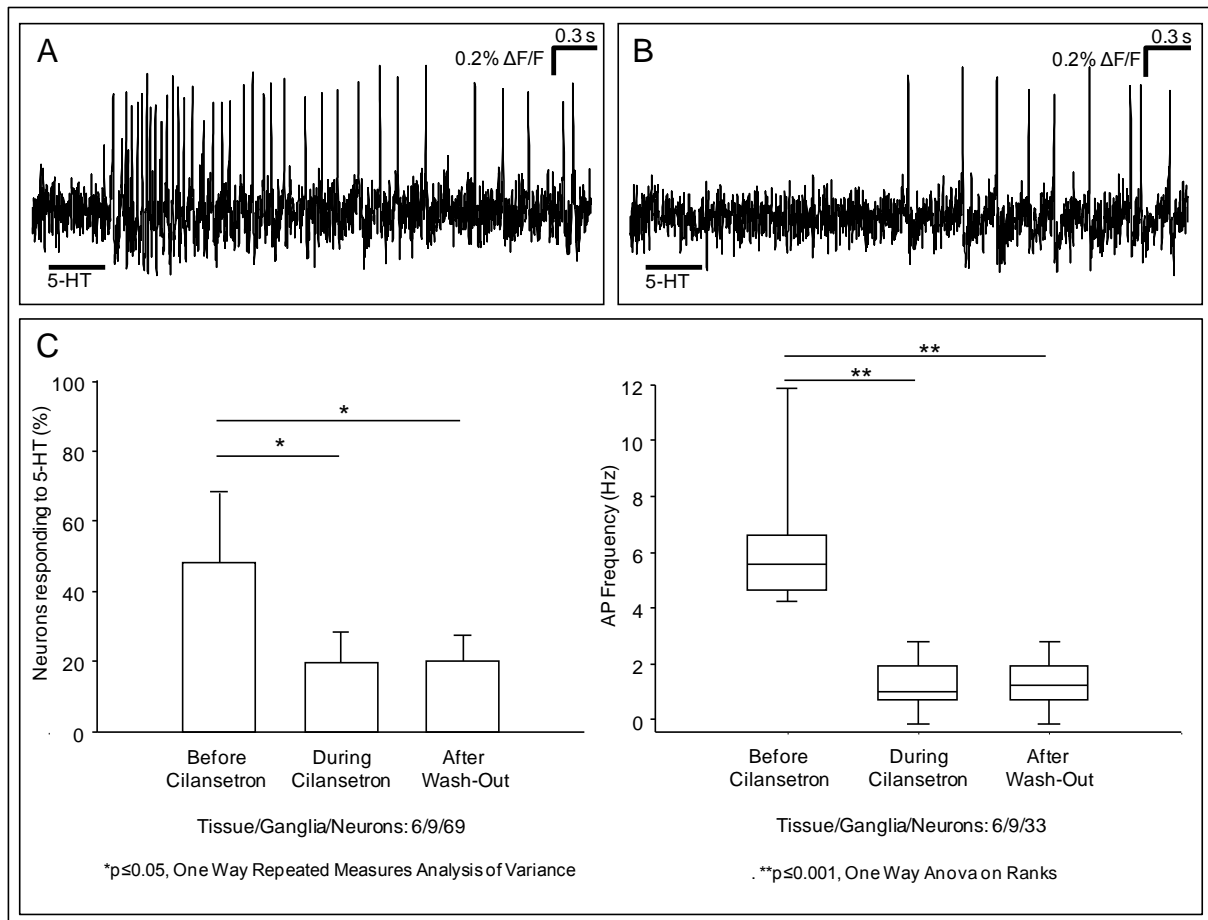 A
0.3 s
0.2% ΔF/F
5-HT
B
0.3 s
0.2% ΔF/F
5-HT
C
Neurons responding to 5-HT (%)
100
80
60
40
20
0
*
*
Before
Cilansetron
During
Cilansetron
After
Wash-Out
Tissue/Ganglia/Neurons: 6/9/69
*p≤0.05, One Way Repeated Measures Analysis of Variance
AP Frequency (Hz)
12
10
8
6
4
2
0
**
**
Before
Cilansetron
During
Cilansetron
After
Wash-Out
Tissue/Ganglia/Neurons: 6/9/33
. **p≤0.001, One Way Anova on Ranks